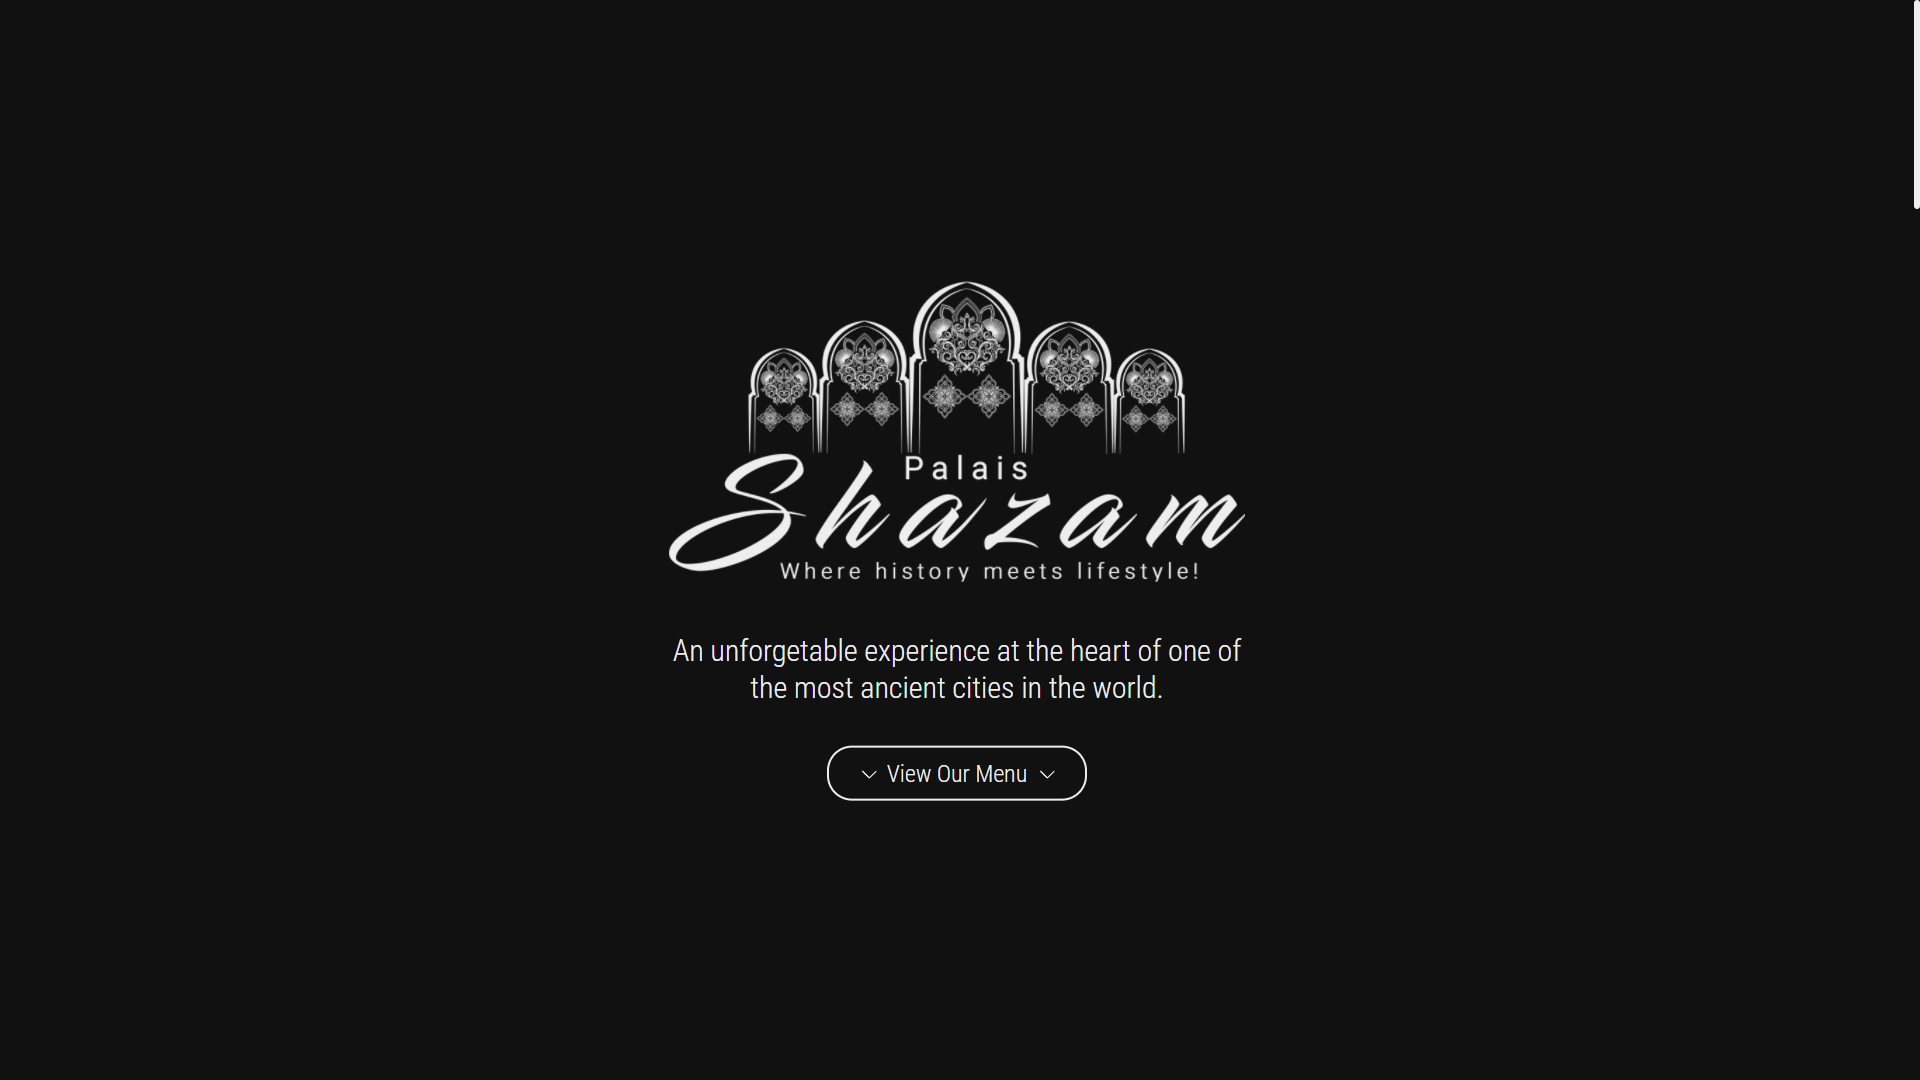 Palais
Shazam
Where history meets lifestyle!
An unforgetable experience at the heart of one of
the most ancient cities in the world.
View Our Menu